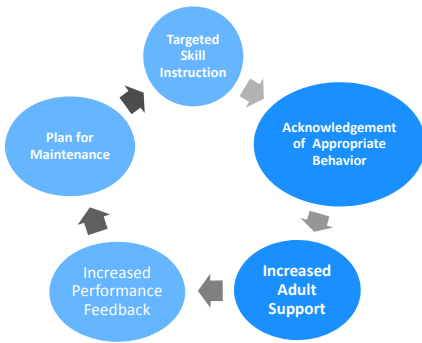 Targeted
Skill
Instruction
Acknowledgement
of Appropriate
Behavior
Increased
Adult
Support
Increased
Performance
Feedback
Plan for
Maintenance